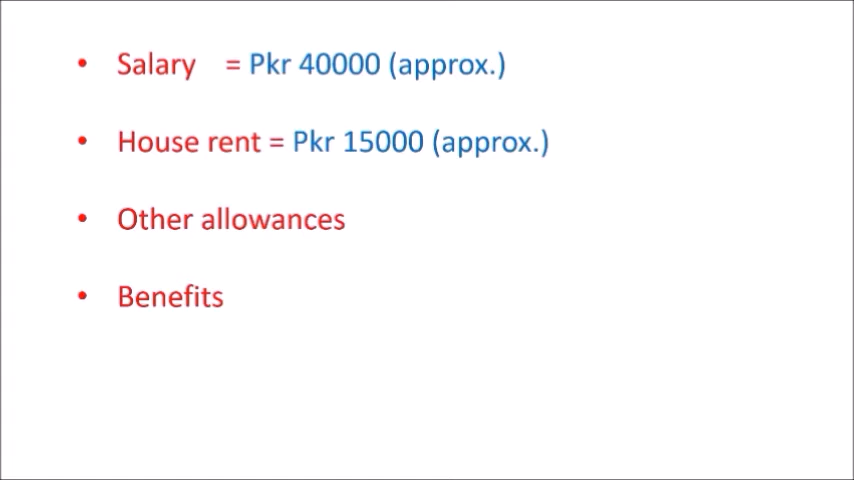 • Salary = Pkr 40000 (approx.)
• House rent = Pkr 15000 (approx.)
• Other allowances
• Benefits